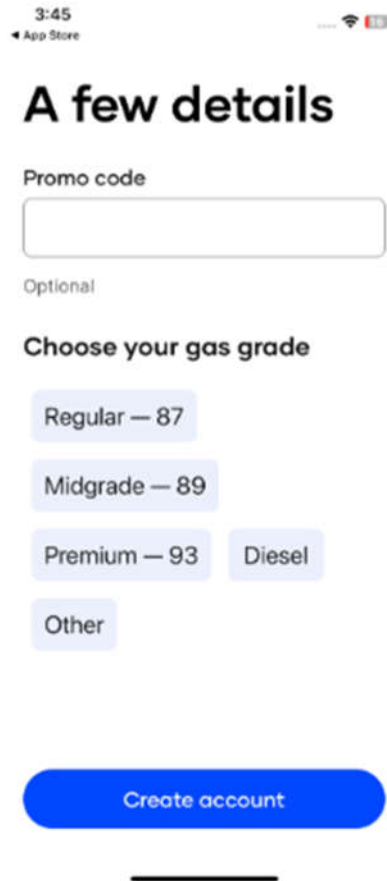 3:45
◀ App Store
A few details
Promo code
Optional
Choose your gas grade
Regular — 87
Midgrade — 89
Premium — 93 Diesel
Other
Create account